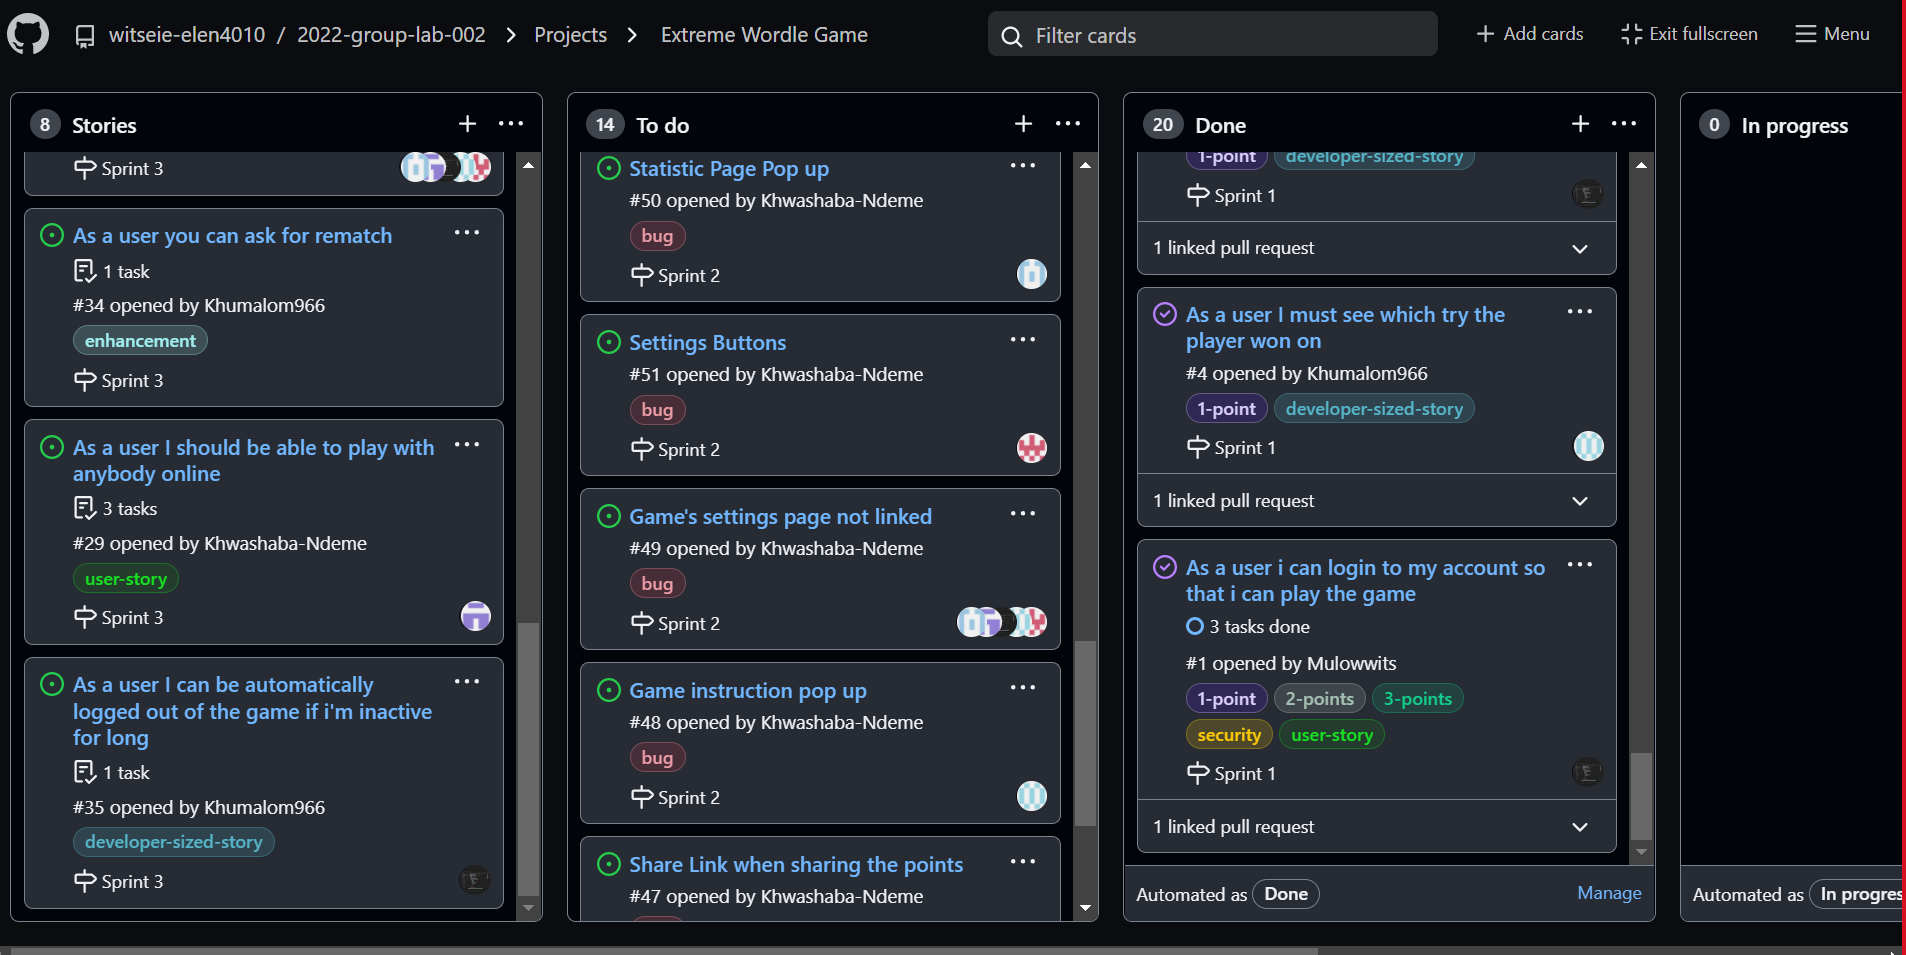 witseie-elen4010 / 2022-group-lab-002 > Projects > Extreme Wordle Game
Filter cards
Add cards
Exit fullscreen
Menu
8 Stories
Sprint 3
As a user you can ask for rematch
1 task
#34 opened by Khumalom966
enhancement
Sprint 3
As a user I should be able to play with
anybody online
3 tasks
#29 opened by Khwashaba-Ndeme
user-story
Sprint 3
As a user I can be automatically
logged out of the game if i'm inactive
for long
1 task
#35 opened by Khumalom966
developer-sized-story
Sprint 3
14 To do
Statistic Page Pop up
#50 opened by Khwashaba-Ndeme
bug
Sprint 2
Settings Buttons
#51 opened by Khwashaba-Ndeme
bug
Sprint 2
Game's settings page not linked
#49 opened by Khwashaba-Ndeme
bug
Sprint 2
Game instruction pop up
#48 opened by Khwashaba-Ndeme
bug
Sprint 2
Share Link when sharing the points
#47 opened by Khwashaba-Ndeme
20 Done
1-point developer-sized-story
Sprint 1
1 linked pull request
As a user I must see which try the
player won on
#4 opened by Khumalom966
1-point developer-sized-story
Sprint 1
1 linked pull request
As a user i can login to my account so
that i can play the game
3 tasks done
#1 opened by Mulowwits
1-point 2-points 3-points
security user-story
Sprint 1
1 linked pull request
Automated as Done Manage
0 In progress
Automated as In progres